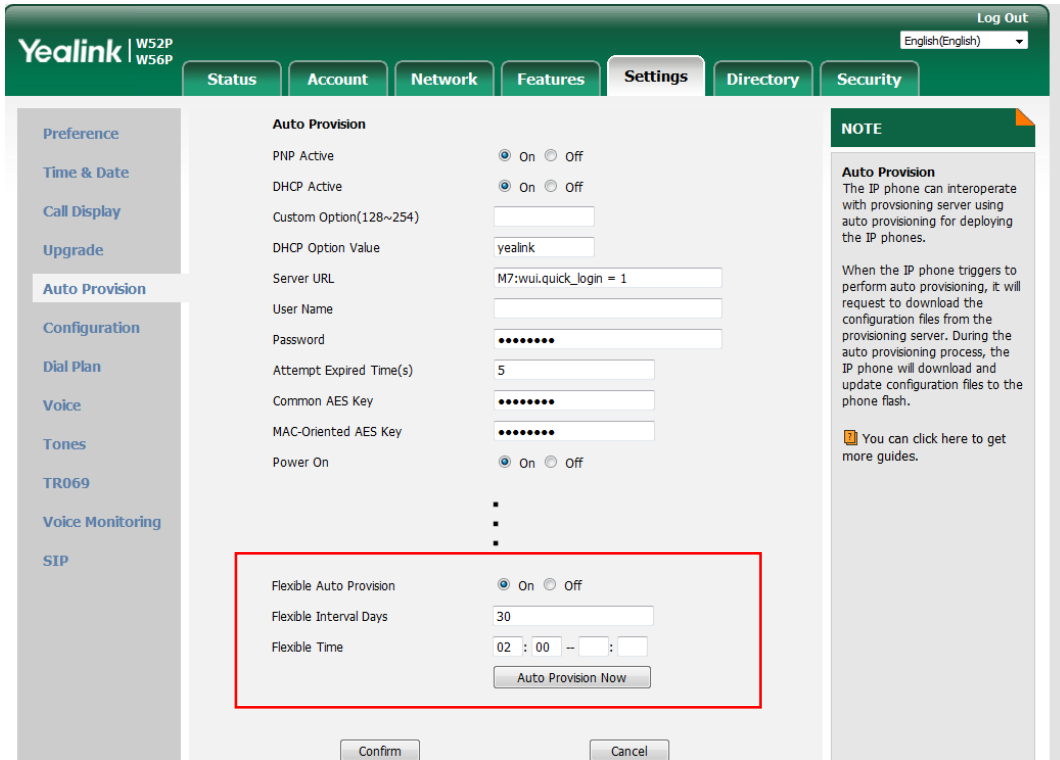 Log Out
Yealink | W52P
W56P
English(English)
Status Account Network Features Settings Directory Security
Preference
Time & Date
Call Display
Upgrade
Auto Provision
Configuration
Dial Plan
Voice
Tones
TR069
Voice Monitoring
SIP
Auto Provision
PNP Active On Off
DHCP Active On Off
Custom Option(128~254)
DHCP Option Value yealink
Server URL M7:wui.quick_login = 1
User Name
Password ••••••••
Attempt Expired Time(s) 5
Common AES Key ••••••••
MAC-Oriented AES Key ••••••••
Power On On Off
Flexible Auto Provision On Off
Flexible Interval Days 30
Flexible Time 02 : 00 -- :
Auto Provision Now
Confirm Cancel
NOTE
Auto Provision
The IP phone can interoperate
with provsioning server using
auto provisioning for deploying
the IP phones.
When the IP phone triggers to
perform auto provisioning, it will
request to download the
configuration files from the
provisioning server. During the
auto provisioning process, the
IP phone will download and
update configuration files to the
phone flash.
? You can click here to get
more guides.